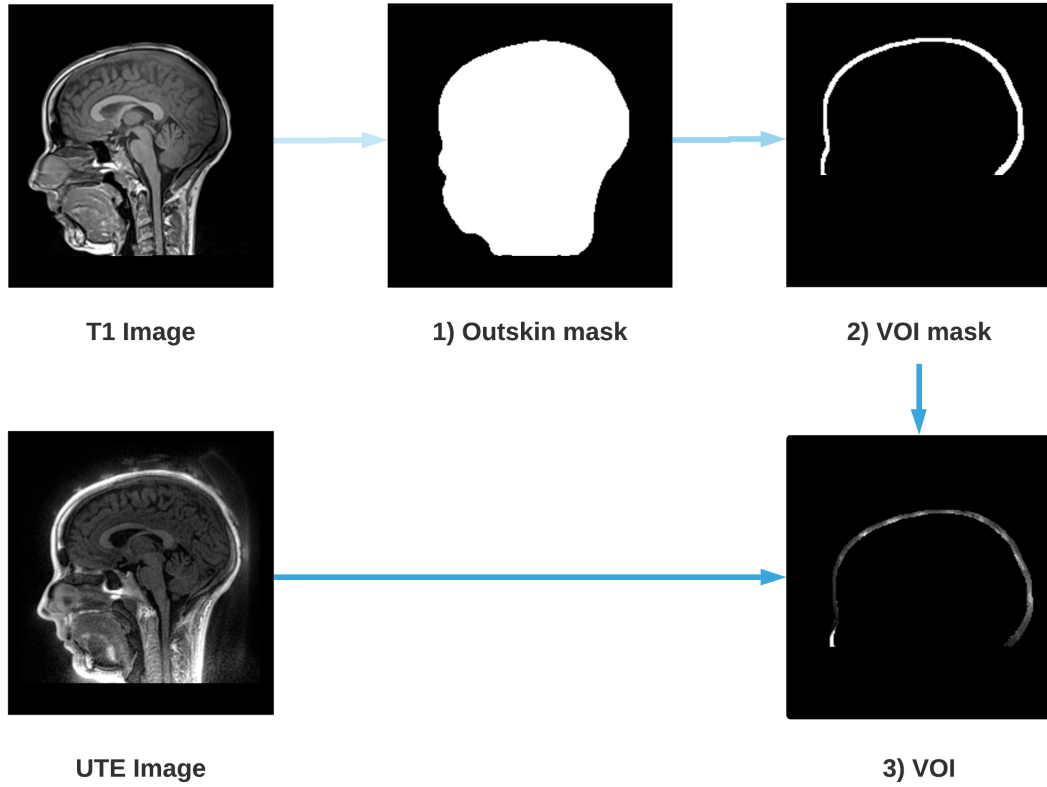 T1 Image
1) Outskin mask
2) VOI mask
UTE Image
3) VOI